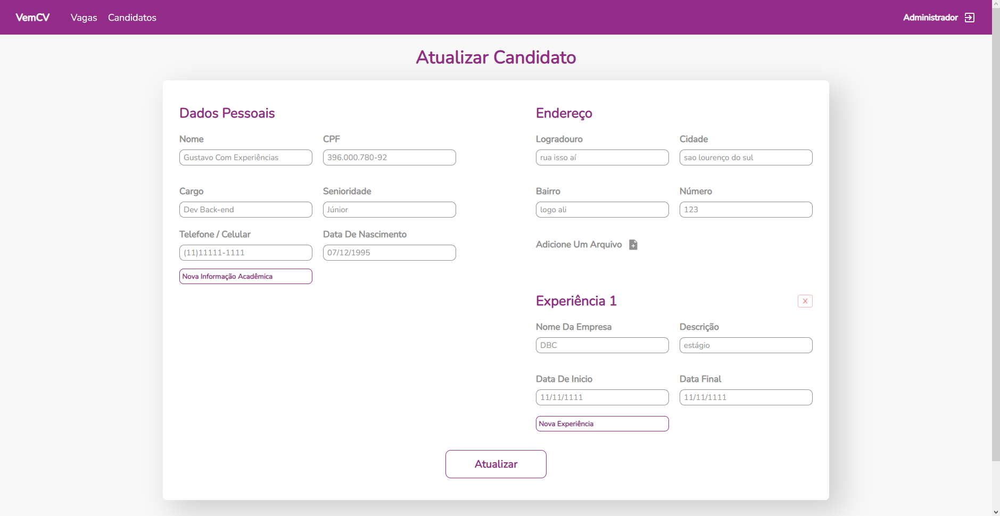 VemCV Vagas Candidatos Administrador
Atualizar Candidato
Dados Pessoais
Nome CPF
Gustavo Com Experiências 396.000.780-92
Cargo Senioridade
Dev Back-end Júnior
Telefone / Celular Data De Nascimento
(11)11111-1111 07/12/1995
Nova Informação Acadêmica
Endereço
Logradouro Cidade
rua isso aí sao lourenço do sul
Bairro Número
logo ali 123
Adicione Um Arquivo
Experiência 1 X
Nome Da Empresa Descrição
DBC estágio
Data De Inicio Data Final
11/11/1111 11/11/1111
Nova Experiência
Atualizar